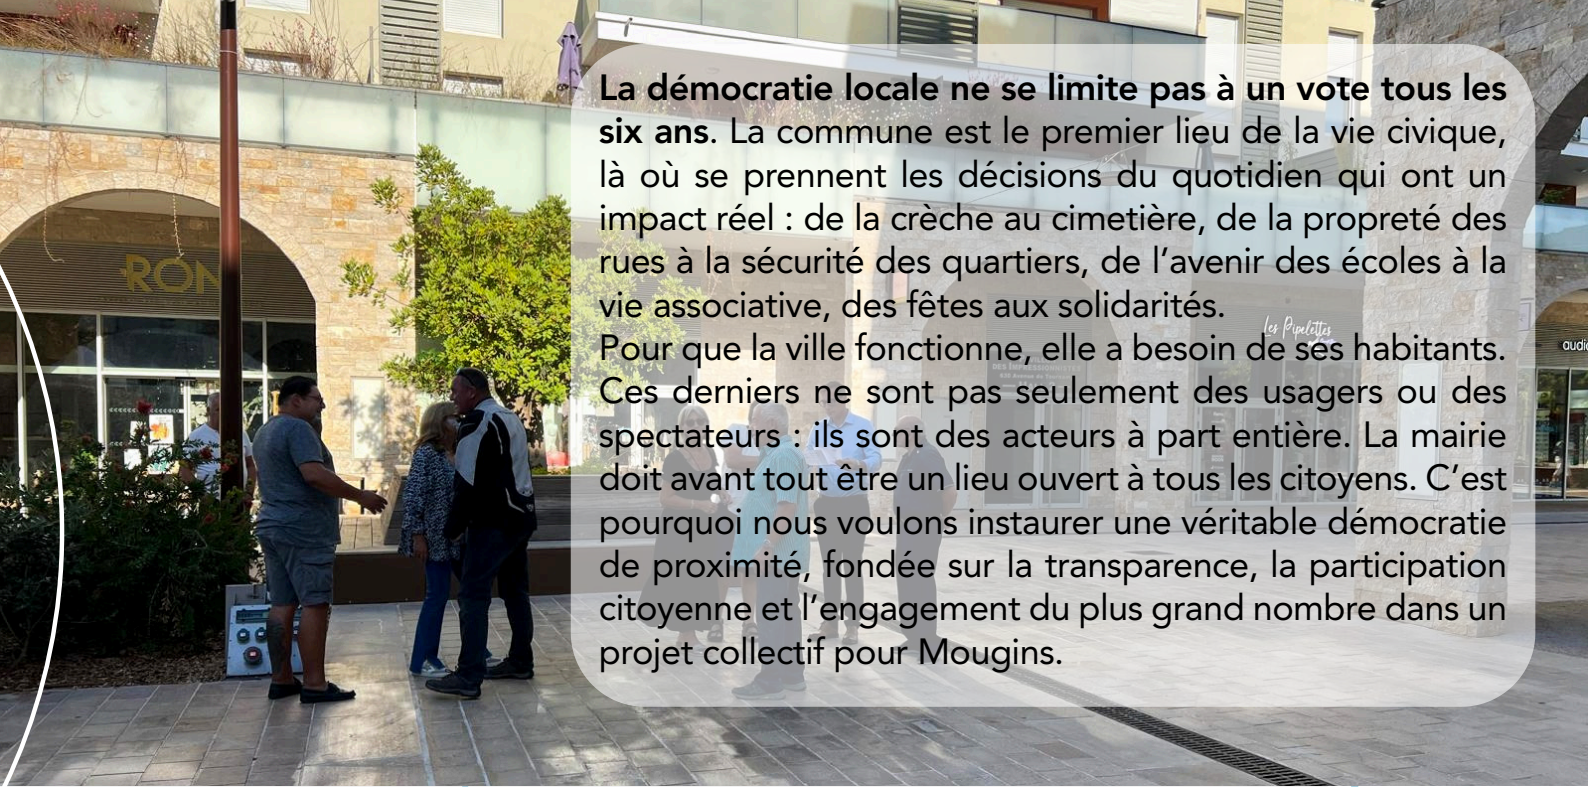 La démocratie locale ne se limite pas à un vote tous les
six ans. La commune est le premier lieu de la vie civique,
là où se prennent les décisions du quotidien qui ont un
impact réel : de la crèche au cimetière, de la propreté des
rues à la sécurité des quartiers, de l’avenir des écoles à la
vie associative, des fêtes aux solidarités.
Pour que la ville fonctionne, elle a besoin de ses habitants.
Ces derniers ne sont pas seulement des usagers ou des
spectateurs : ils sont des acteurs à part entière. La mairie
doit avant tout être un lieu ouvert à tous les citoyens. C’est
pourquoi nous voulons instaurer une véritable démocratie
de proximité, fondée sur la transparence, la participation
citoyenne et l’engagement du plus grand nombre dans un
projet collectif pour Mougins.
RON
Les Pipelettes
audio
DES IMPRESSIONNISTES